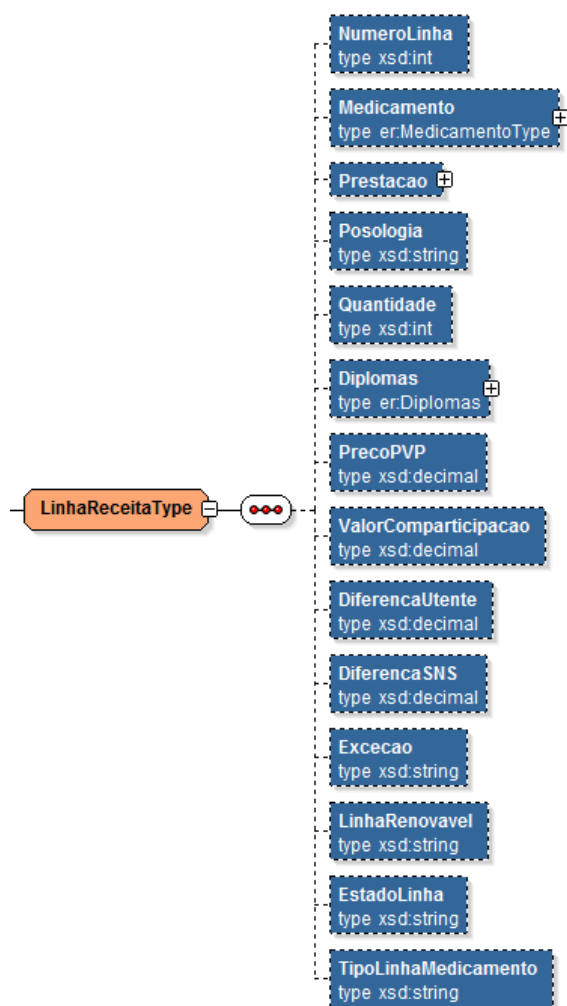 NumeroLinha
type xsd:int
Medicamento
type er:MedicamentoType
Prestacao
Posologia
type xsd:string
Quantidade
type xsd:int
Diplomas
type er:Diplomas
PrecoPVP
type xsd:decimal
LinhaReceitaType
ValorComparticipacao
type xsd:decimal
DiferencaUtente
type xsd:decimal
DiferencaSNS
type xsd:decimal
Excecao
type xsd:string
LinhaRenovavel
type xsd:string
EstadoLinha
type xsd:string
TipoLinhaMedicamento
type xsd:string